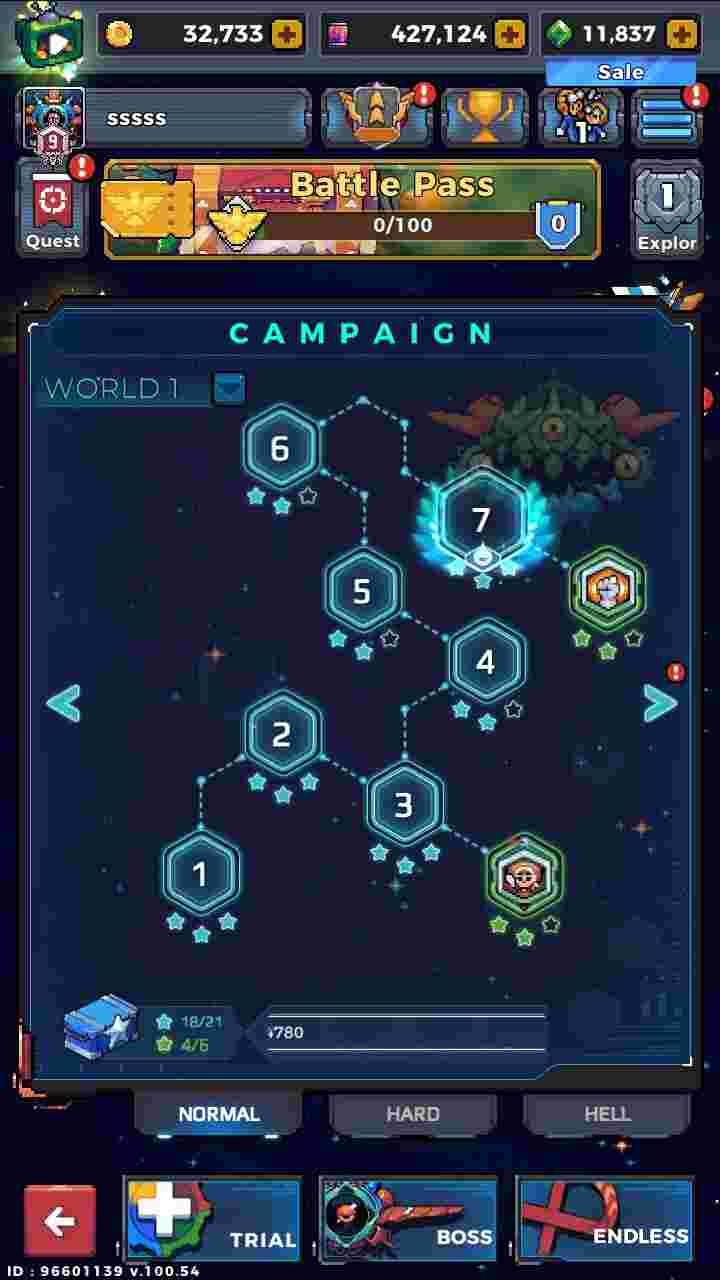 32,733
427,124
11,837
Sale
9
sssss
1
Quest
Battle Pass
0/100
0
1
Explor
CAMPAIGN
WORLD 1
6
7
5
4
2
3
1
18/21
4780
4/6
NORMAL
HARD
HELL
TRIAL
BOSS
ENDLESS
ID : 96601139 v.100.54